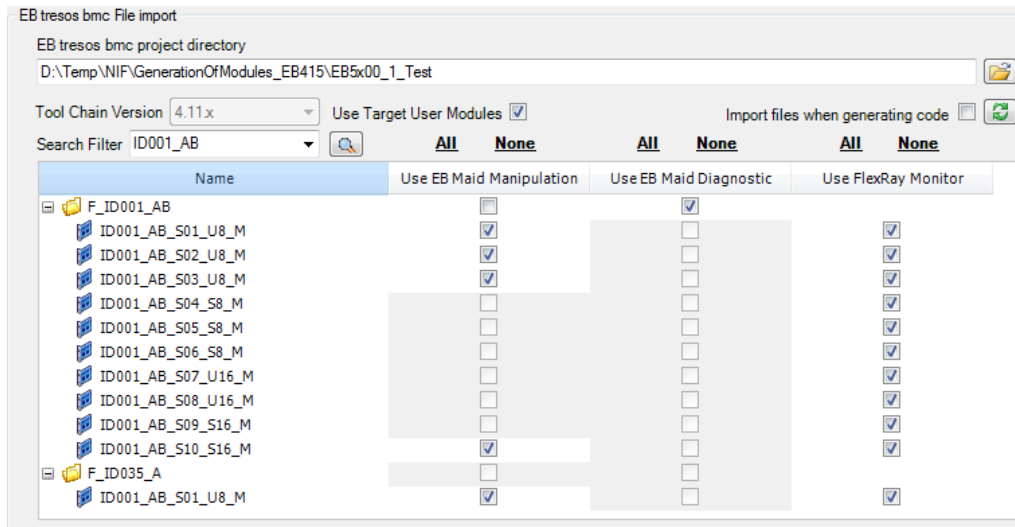 EB tresos bmc File import
EB tresos bmc project directory
D:\Temp\NIF\GenerationOfModules_EB415\EB5x00_1_Test
Tool Chain Version 4.11.x Use Target User Modules Import files when generating code
Search Filter ID001_AB All None All None All None
Name Use EB Maid Manipulation Use EB Maid Diagnostic Use FlexRay Monitor
F_ID001_AB
ID001_AB_S01_U8_M
ID001_AB_S02_U8_M
ID001_AB_S03_U8_M
ID001_AB_S04_S8_M
ID001_AB_S05_S8_M
ID001_AB_S06_S8_M
ID001_AB_S07_U16_M
ID001_AB_S08_U16_M
ID001_AB_S09_S16_M
ID001_AB_S10_S16_M
F_ID035_A
ID001_AB_S01_U8_M